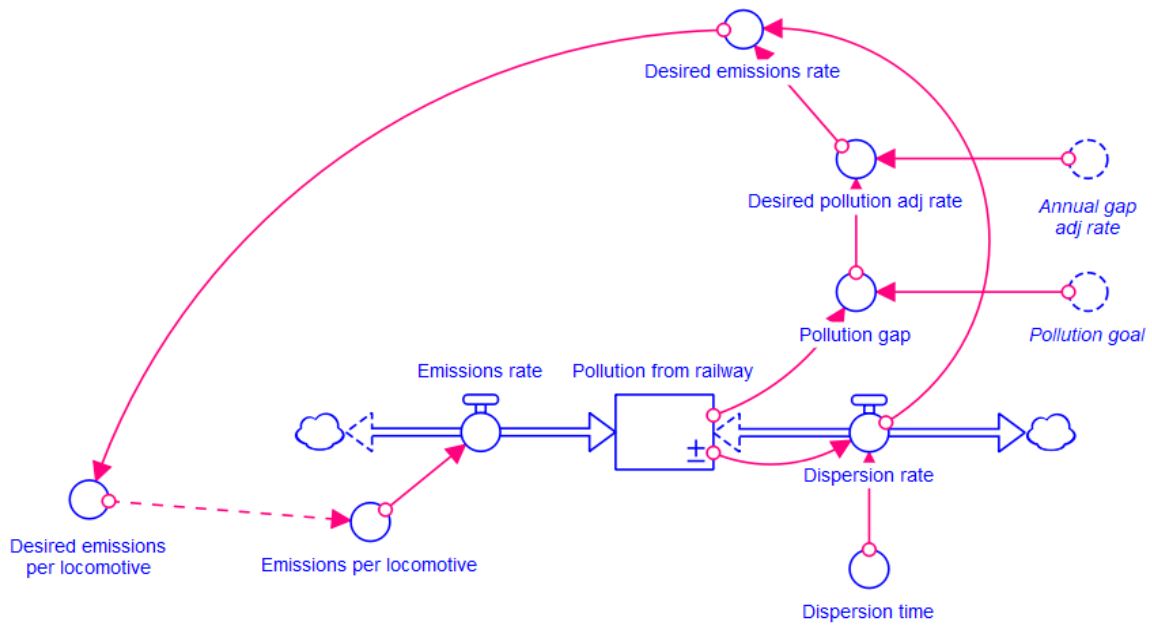 Desired emissions rate
Desired pollution adj rate
Annual gap
adj rate
Pollution gap
Pollution goal
Emissions rate
Pollution from railway
±
Dispersion rate
Desired emissions
per locomotive
Emissions per locomotive
Dispersion time